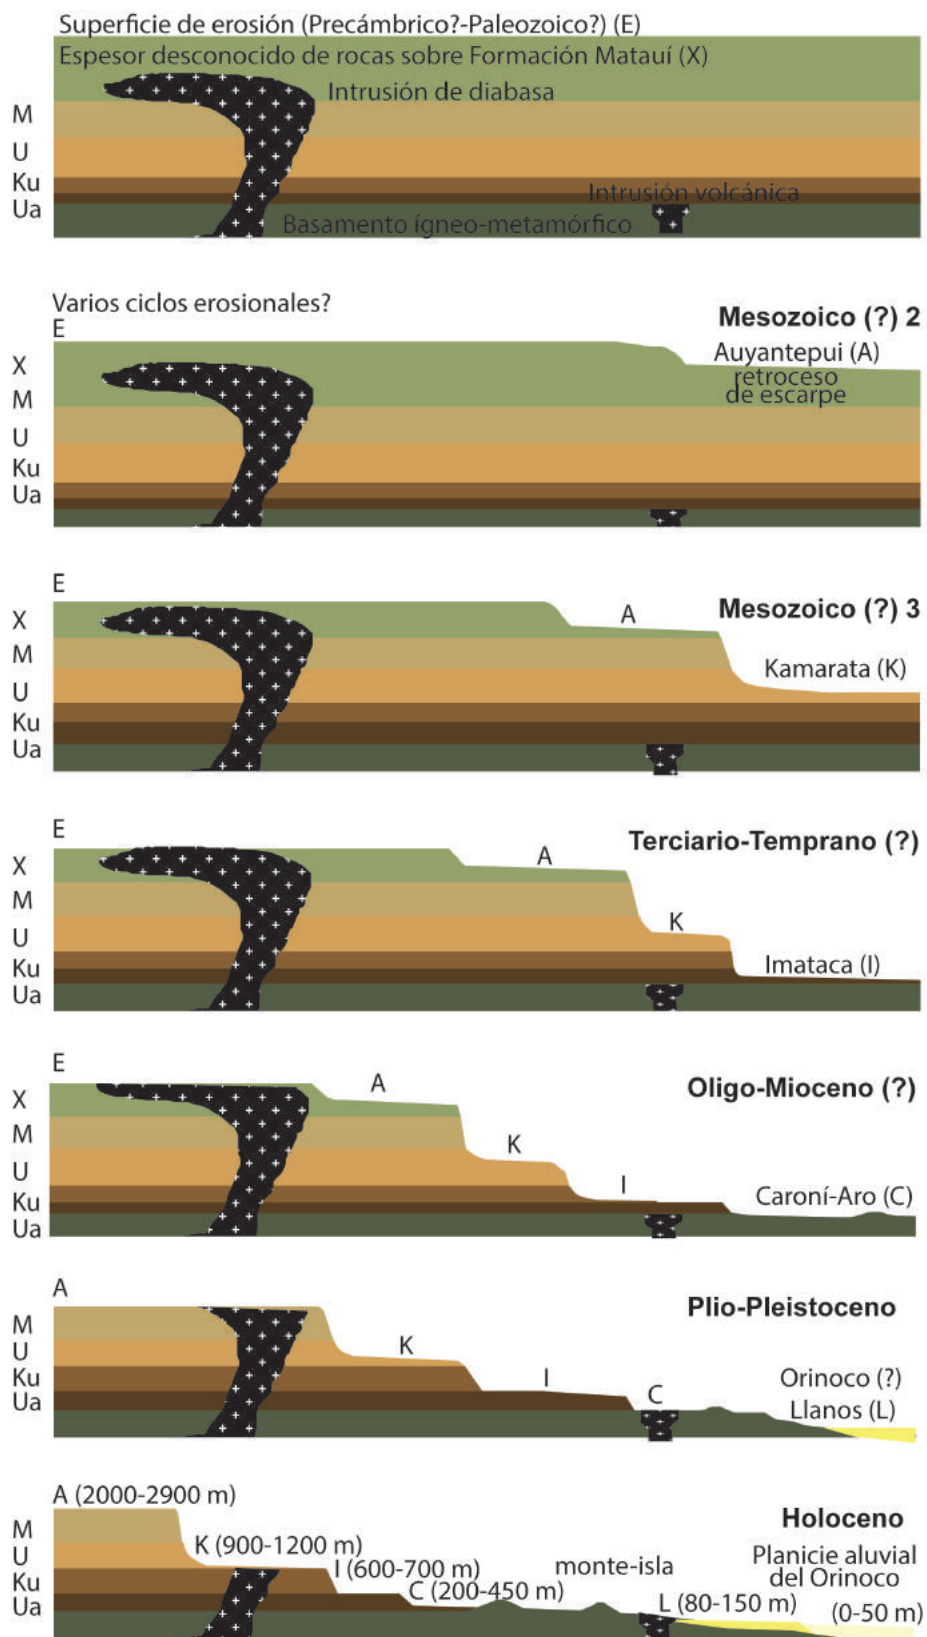 Superficie de erosión (Precámbrico?-Paleozoico?) (E)
Espesor desconocido de rocas sobre Formación Matauí (X)
Intrusión de diabasa
M
U
Ku
Ua
Intrusión volcánica
Basamento ígneo-metamórfico
Varios ciclos erosionales?
E
Mesozoico (?) 2
Auyantepui (A)
retroceso
de escarpe
X
M
U
Ku
Ua
E
Mesozoico (?) 3
A
X
M
Kamarata (K)
U
Ku
Ua
E
Terciario-Temprano (?)
A
X
M
K
U
Imataca (I)
Ku
Ua
E
A
Oligo-Mioceno (?)
X
M
K
U
I
Caroní-Aro (C)
Ku
Ua
A
Plio-Pleistoceno
M
K
U
I
Orinoco (?)
Ku
C
Llanos (L)
Ua
A (2000-2900 m)
Holoceno
M
K (900-1200 m)
Planicie aluvial
del Orinoco
U
I (600-700 m)
monte-isla
Ku
C (200-450 m)
L (80-150 m)
(0-50 m)
Ua